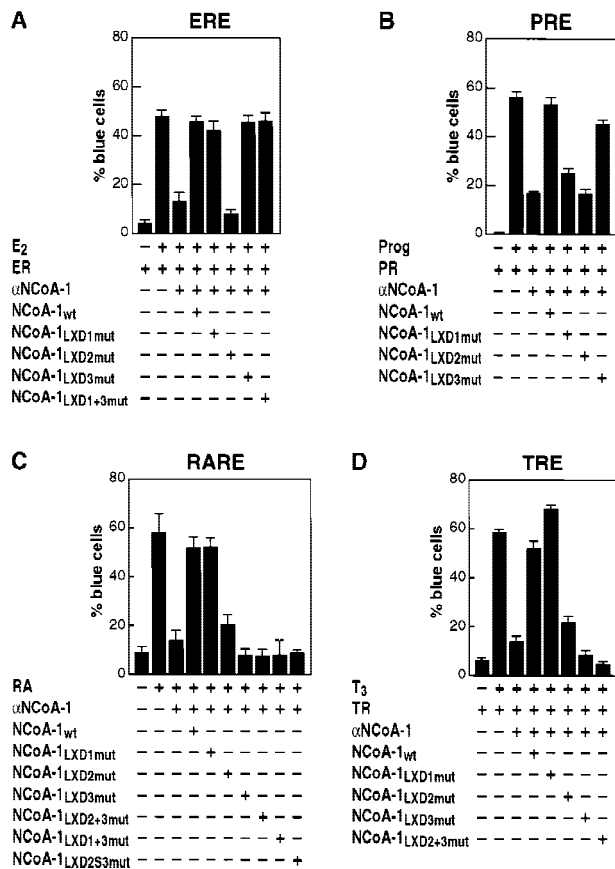 A
ERE
80
60
40
20
0
% blue cells
E2 – + + + + + + +
ER + + + + + + + +
αNCoA-1 – – + + + + + +
NCoA-1wt – – – + – – – –
NCoA-1LXD1mut – – – – + – – –
NCoA-1LXD2mut – – – – – + – –
NCoA-1LXD3mut – – – – – – + –
NCoA-1LXD1+3mut – – – – – – – +
B
PRE
80
60
40
20
0
% blue cells
Prog – + + + + + +
PR + + + + + + +
αNCoA-1 – – + + + + +
NCoA-1wt – – – + – – –
NCoA-1LXD1mut – – – – + – –
NCoA-1LXD2mut – – – – – + –
NCoA-1LXD3mut – – – – – – +
C
RARE
80
60
40
20
0
% blue cells
RA – + + + + + + + + +
αNCoA-1 – – + + + + + + + +
NCoA-1wt – – – + – – – – – –
NCoA-1LXD1mut – – – – + – – – – –
NCoA-1LXD2mut – – – – – + – – – –
NCoA-1LXD3mut – – – – – – + – – –
NCoA-1LXD2+3mut – – – – – – – + – –
NCoA-1LXD1+3mut – – – – – – – – + –
NCoA-1LXD2S3mut – – – – – – – – – +
D
TRE
80
60
40
20
0
% blue cells
T3 – + + + + + + +
TR + + + + + + + +
αNCoA-1 – – + + + + + +
NCoA-1wt – – – + – – – –
NCoA-1LXD1mut – – – – + – – –
NCoA-1LXD2mut – – – – – + – –
NCoA-1LXD3mut – – – – – – + –
NCoA-1LXD2+3mut – – – – – – – +